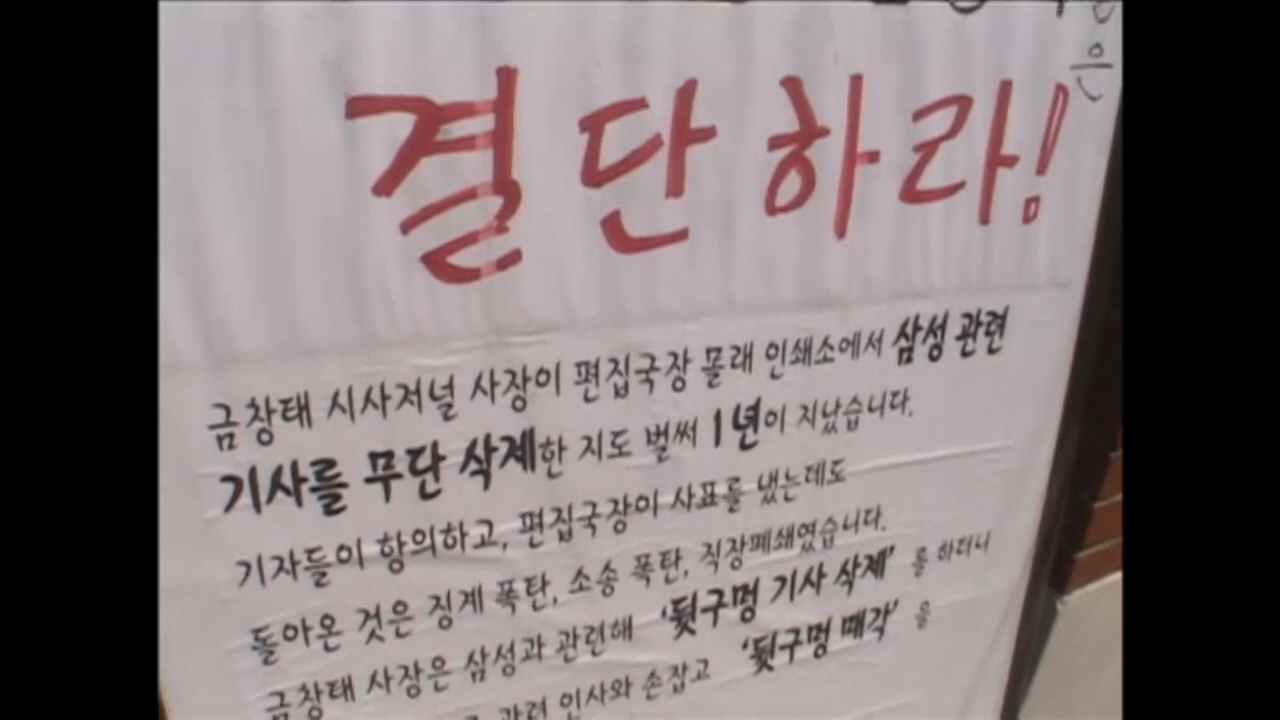 은
결단하라!
금창태 시사저널 사장이 편집국장 몰래 인쇄소에서 삼성 관련
기사를 무단 삭제한 지도 벌써 1년이 지났습니다.
기자들이 항의하고, 편집국장이 사표를 냈는데도
돌아온 것은 징계 폭탄, 소송 폭탄, 직장폐쇄였습니다.
금창태 사장은 삼성과 관련해 '뒷구멍 기사 삭제' 를 하더니
관련 인사와 손잡고 '뒷구멍 매각' 을